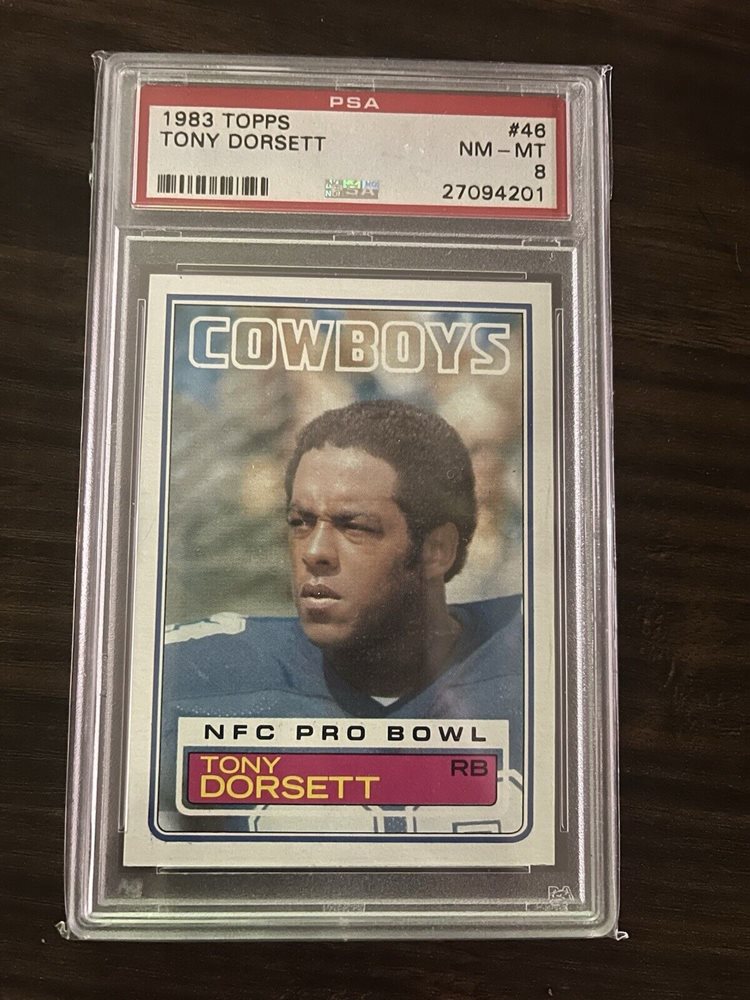 PSA
1983 TOPPS #46
TONY DORSETT NM - MT
8
27094201
COWBOYS
NFC PRO BOWL
TONY RB
DORSETT